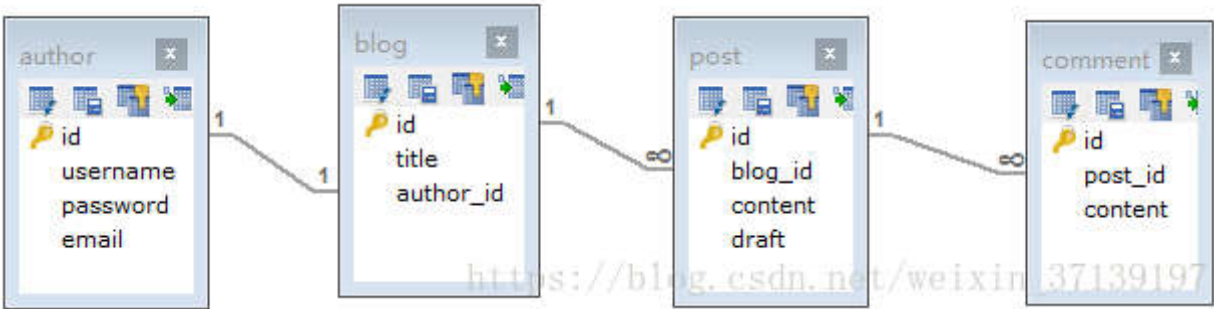 author
id
username
password
email
1
1
blog
id
title
author_id
1
∞
post
id
blog_id
content
draft
1
∞
comment
id
post_id
content
https://blog.csdn.net/weixin_37139197